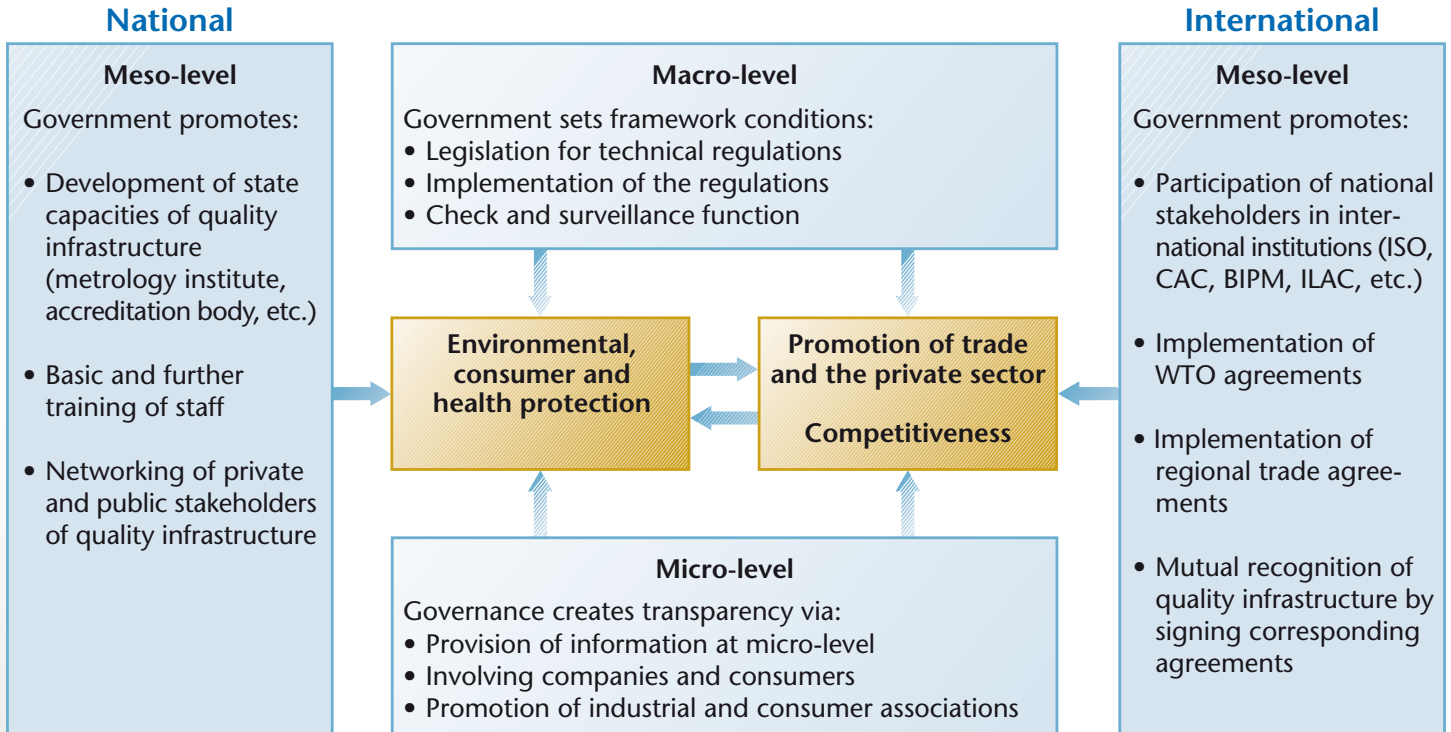 National
Meso-level
Government promotes:
• Development of state
capacities of quality
infrastructure
(metrology institute,
accreditation body, etc.)
• Basic and further
training of staff
• Networking of private
and public stakeholders
of quality infrastructure
Macro-level
Government sets framework conditions:
• Legislation for technical regulations
• Implementation of the regulations
• Check and surveillance function
Environmental,
consumer and
health protection
Promotion of trade
and the private sector
Competitiveness
Micro-level
Governance creates transparency via:
• Provision of information at micro-level
• Involving companies and consumers
• Promotion of industrial and consumer associations
International
Meso-level
Government promotes:
• Participation of national
stakeholders in inter-
national institutions (ISO,
CAC, BIPM, ILAC, etc.)
• Implementation of
WTO agreements
• Implementation of
regional trade agree-
ments
• Mutual recognition of
quality infrastructure by
signing corresponding
agreements